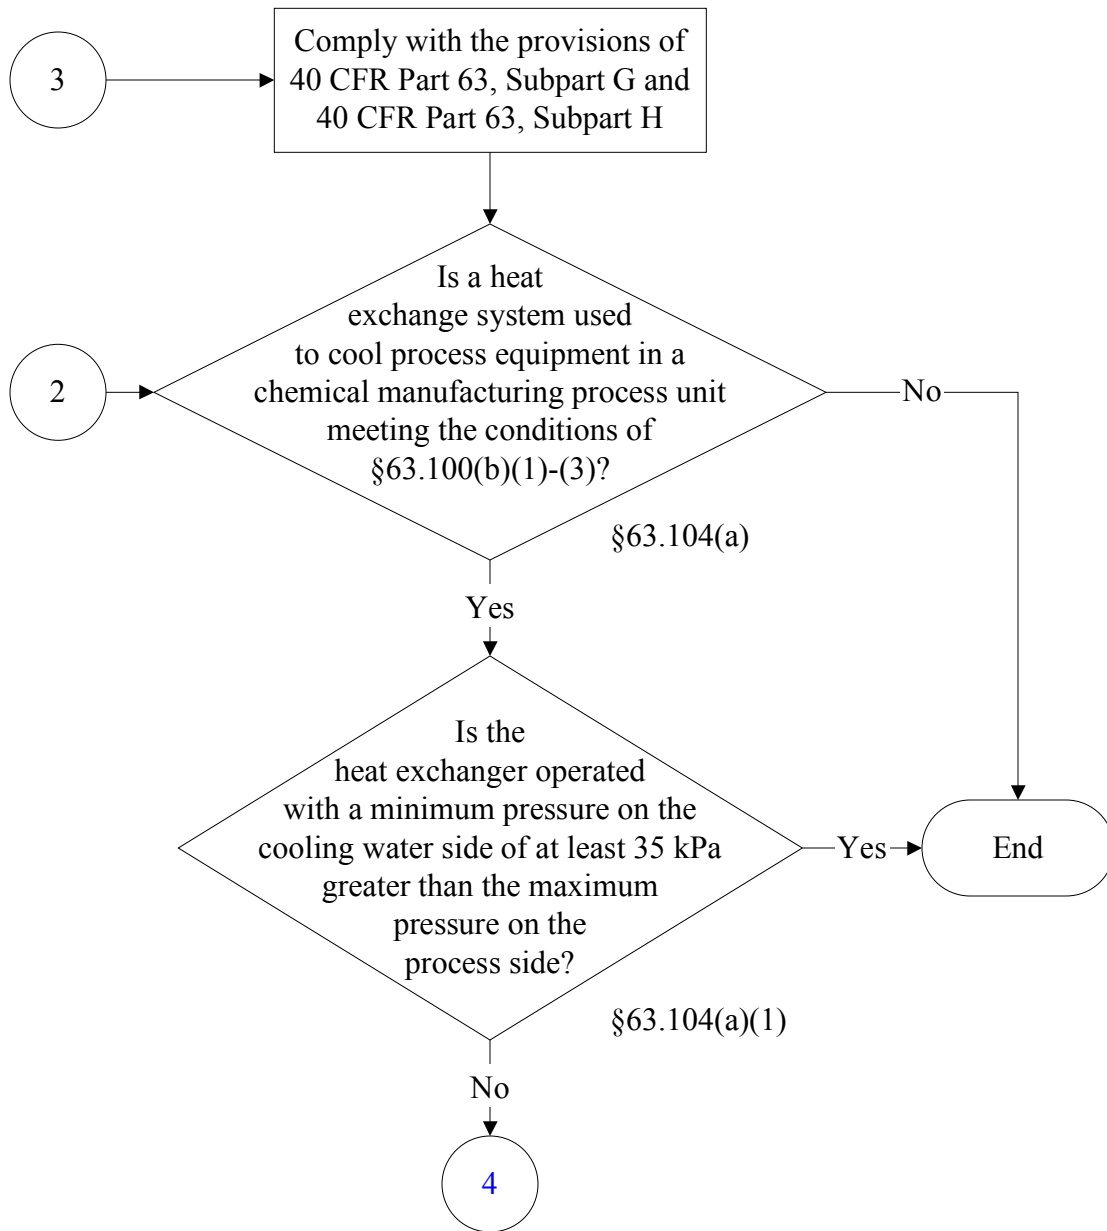 3
Comply with the provisions of
40 CFR Part 63, Subpart G and
40 CFR Part 63, Subpart H
2
Is a heat
exchange system used
to cool process equipment in a
chemical manufacturing process unit
meeting the conditions of
§63.100(b)(1)-(3)?
No
§63.104(a)
Yes
Is the
heat exchanger operated
with a minimum pressure on the
cooling water side of at least 35 kPa
greater than the maximum
pressure on the
process side?
Yes
End
§63.104(a)(1)
No
4